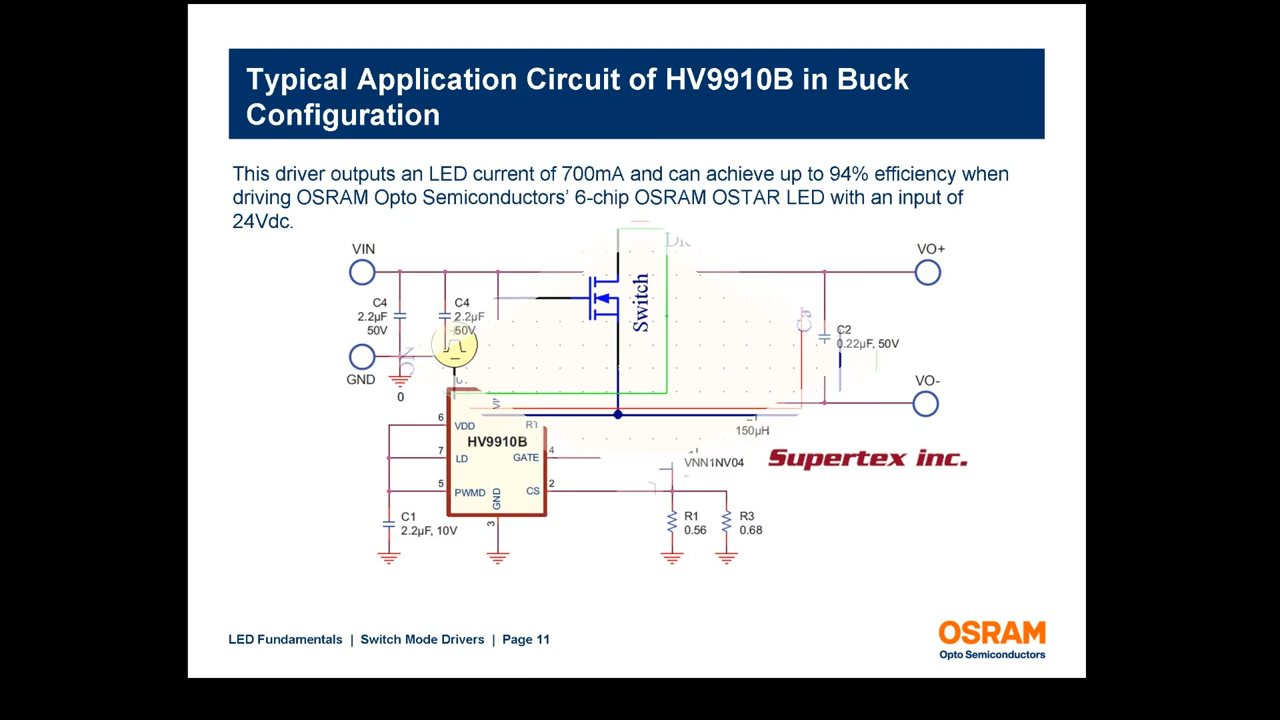 Typical Application Circuit of HV9910B in Buck
Configuration
This driver outputs an LED current of 700mA and can achieve up to 94% efficiency when
driving OSRAM Opto Semiconductors’ 6-chip OSRAM OSTAR LED with an input of
24Vdc.
VIN
VO+
C4
2.2µF
50V
C4
2.2µF
50V
Switch
C2
0.22µF, 50V
GND
0
VO-
6
VDD
HV9910B
7
LD
GATE
4
5
PWMD
GND
CS
2
3
150µH
VNN1NV04
Supertex inc.
C1
2.2µF, 10V
R1
0.56
R3
0.68
LED Fundamentals | Switch Mode Drivers | Page 11
OSRAM
Opto Semiconductors